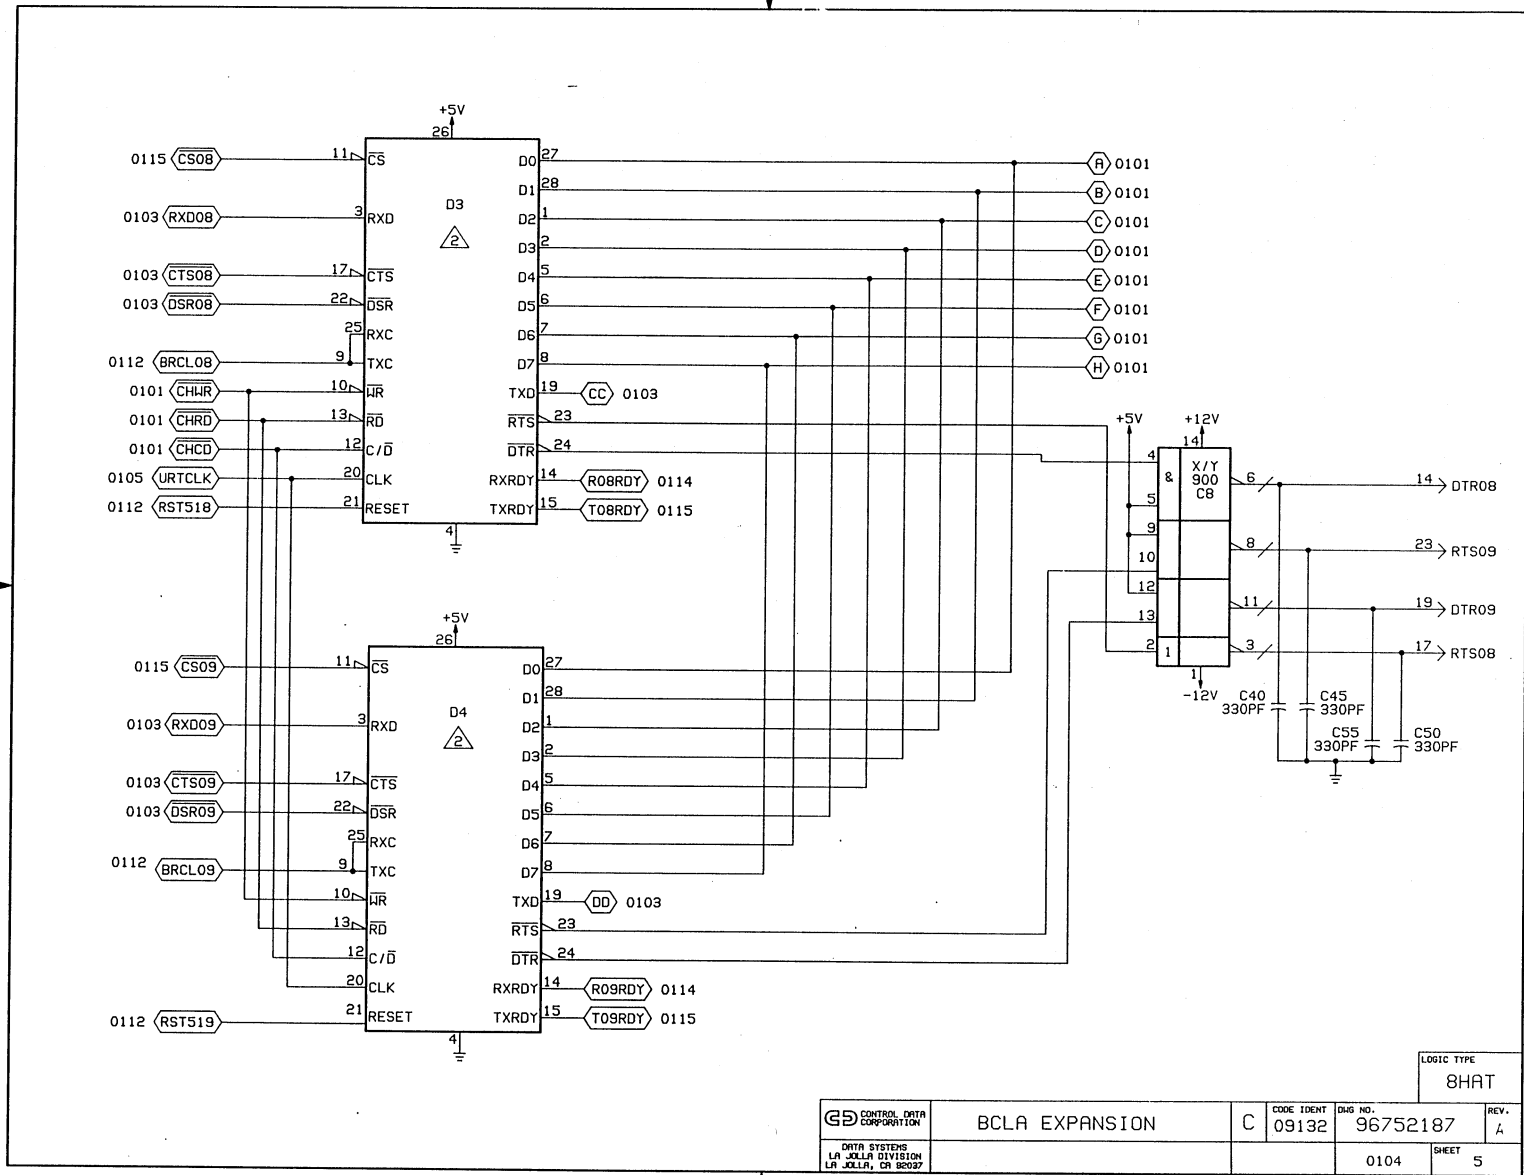 +5V
26
0115 CS08 11 CS D0 27 A 0101
D1 28 B 0101
D3
0103 RXD08 3 RXD D2 1 C 0101
2
D3 2 D 0101
0103 CTS08 17 CTS D4 5 E 0101
0103 DSR08 22 DSR D5 6 F 0101
25 RXC D6 7 G 0101
0112 BRCL08 9 TXC D7 8 H 0101
0101 CHWR 10 WR TXD 19 CC 0103
0101 CHRD 13 RD RTS 23
0101 CHCD 12 C/D DTR 24
0105 URTCLK 20 CLK RXRDY 14 R08RDY 0114
0112 RST518 21 RESET TXRDY 15 T08RDY 0115
4
+5V +12V
14
4 & X/Y
900
C8
6 14 DTR08
5
9
8 23 RTS09
10
12
11 19 DTR09
13
2 1 3 17 RTS08
1
-12V
C40
330PF
C45
330PF
C55
330PF
C50
330PF
+5V
26
0115 CS09 11 CS D0 27
D1 28
D4
0103 RXD09 3 RXD D2 1
2
D3 2
0103 CTS09 17 CTS D4 5
0103 DSR09 22 DSR D5 6
25 RXC D6 7
0112 BRCL09 9 TXC D7 8
10 WR TXD 19 DD 0103
13 RD RTS 23
12 C/D DTR 24
20 CLK RXRDY 14 R09RDY 0114
0112 RST519 21 RESET TXRDY 15 T09RDY 0115
4
LOGIC TYPE
8HAT
CONTROL DATA
CORPORATION
BCLA EXPANSION
C
CODE IDENT
09132
DWG NO.
96752187
REV.
A
DATA SYSTEMS
LA JOLLA DIVISION
LA JOLLA, CA 92037
0104
SHEET
5